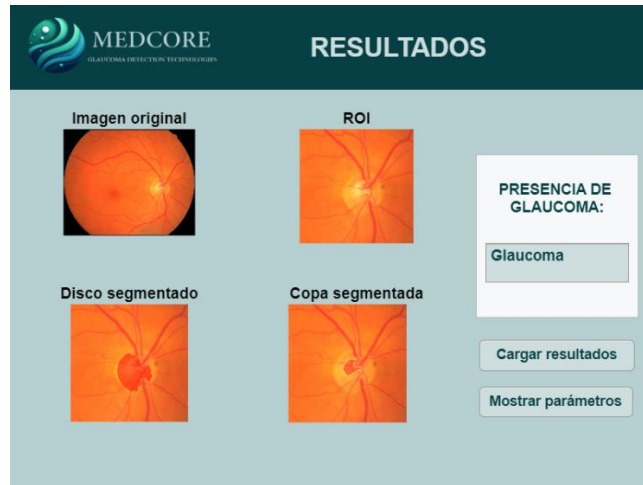 MEDCORE
GLAUCOMA DETECTION TECHNOLOGIES
RESULTADOS
Imagen original
ROI
PRESENCIA DE
GLAUCOMA:
Glaucoma
Disco segmentado
Copa segmentada
Cargar resultados
Mostrar parámetros